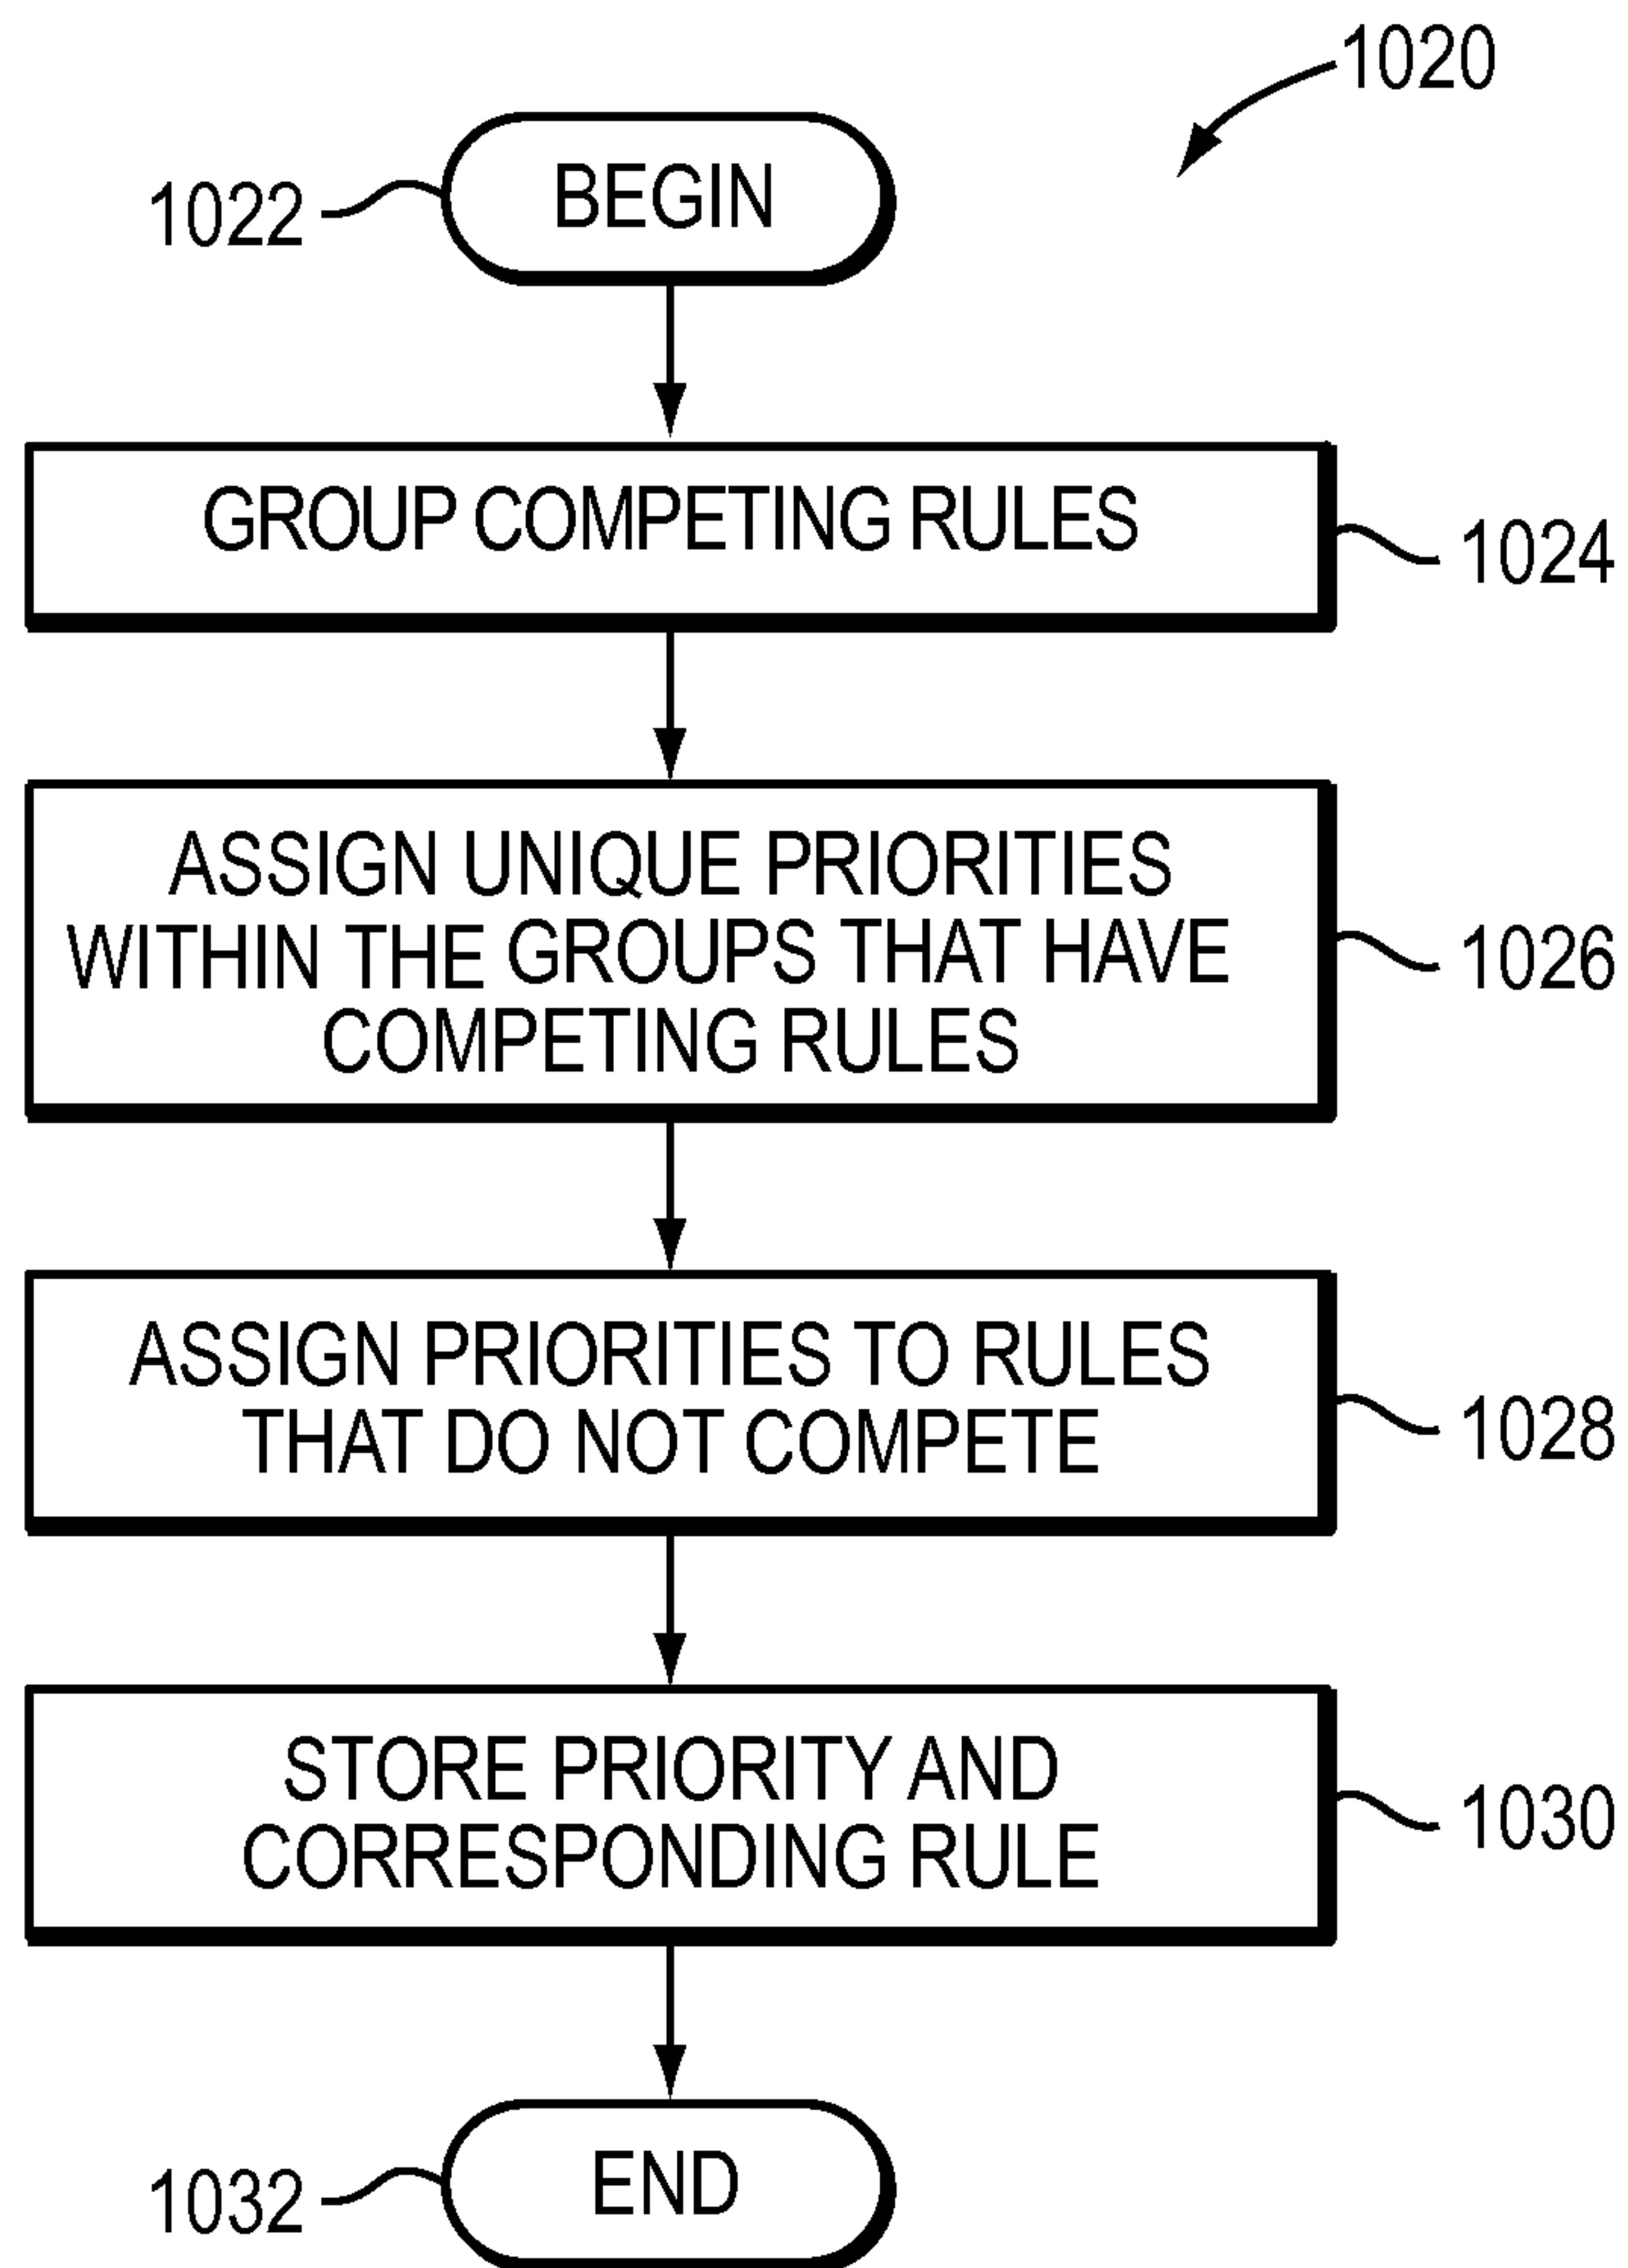 1020
1022
BEGIN
GROUP COMPETING RULES
1024
ASSIGN UNIQUE PRIORITIES
WITHIN THE GROUPS THAT HAVE
COMPETING RULES
1026
ASSIGN PRIORITIES TO RULES
THAT DO NOT COMPETE
1028
STORE PRIORITY AND
CORRESPONDING RULE
1030
1032
END